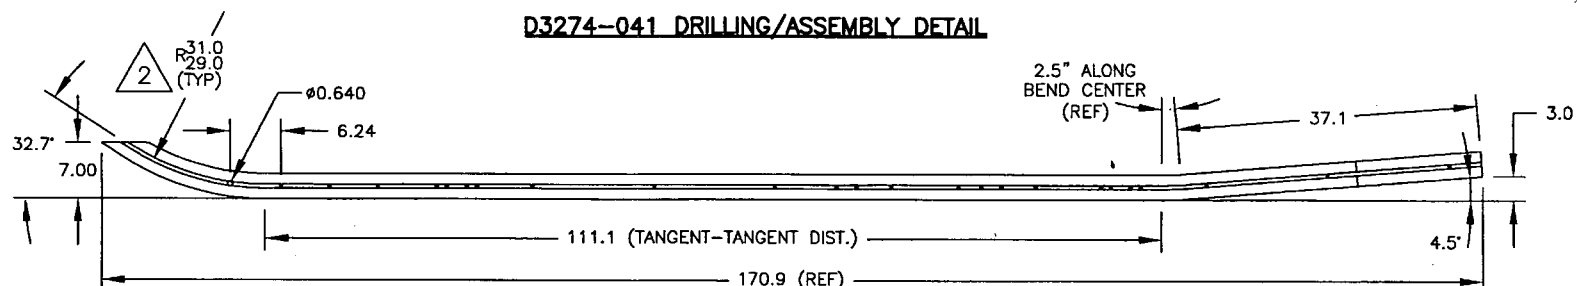 D3274-041 DRILLING/ASSEMBLY DETAIL
2
R31.0
29.0
(TYP)
ø0.640
6.24
32.7°
7.00
2.5" ALONG
BEND CENTER
(REF)
37.1
3.0
111.1 (TANGENT-TANGENT DIST.)
4.5°
170.9 (REF)